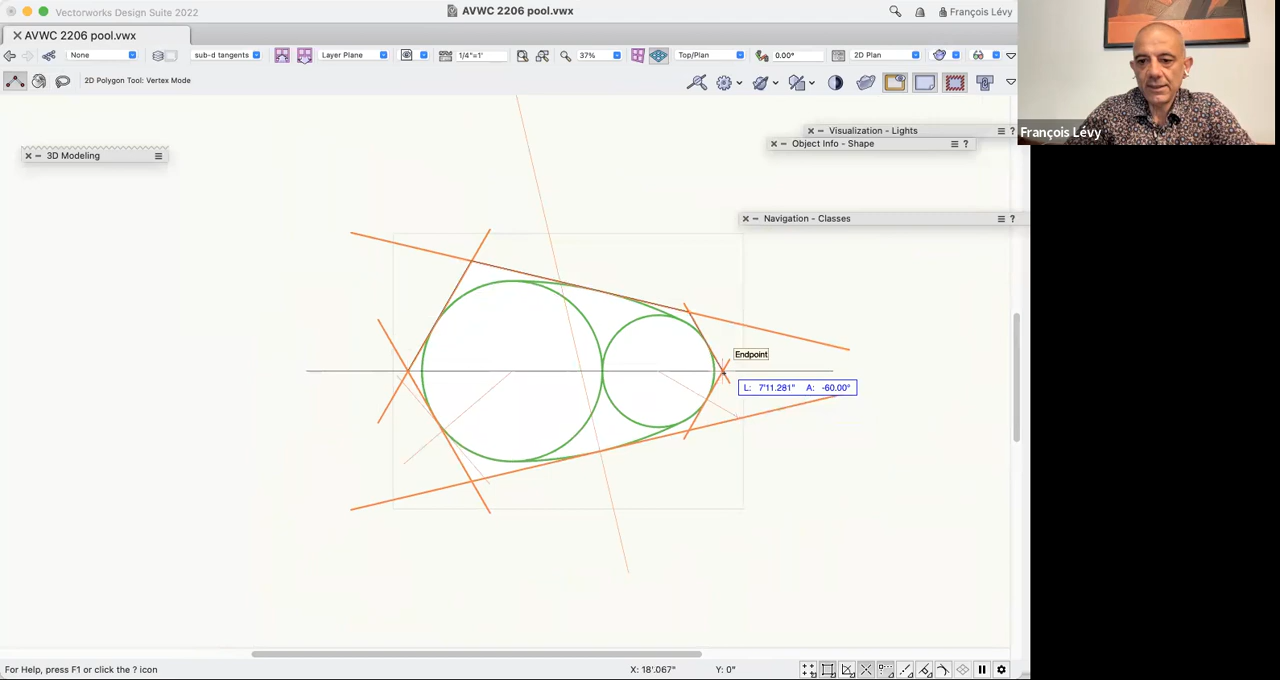 Vectorworks Design Suite 2022
AVWC 2206 pool.vwx
François Lévy
AVWC 2206 pool.vwx
None
sub-d tangents
Layer Plane
1/4"=1'
37%
Top/Plan
0.00°
2D Plan
2D Polygon Tool: Vertex Mode
François Lévy
Visualization - Lights
?
Object Info - Shape
?
3D Modeling
Navigation - Classes
?
Endpoint
L: 7'11.281" A: -60.00°
For Help, press F1 or click the ? icon
X: 18'.067"
Y: 0"